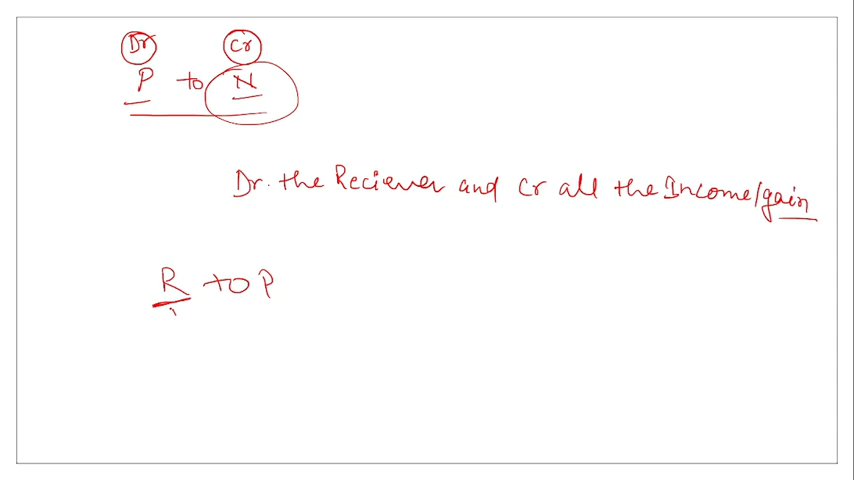 Dr Cr
P to N
Dr. the Reciever and Cr all the Income/gain
R to P